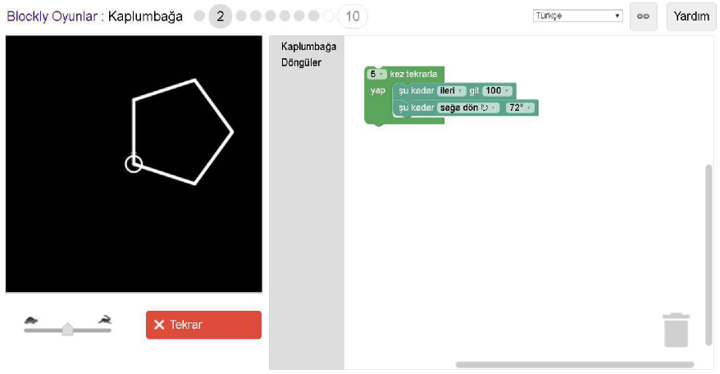 Blockly Oyunlar : Kaplumbağa 2 10 Türkçe Yardım
Kaplumbağa
Döngüler
5 kez tekrarla
yap şu kadar ileri git 100
şu kadar sağa dön ↻ 72°
Tekrar